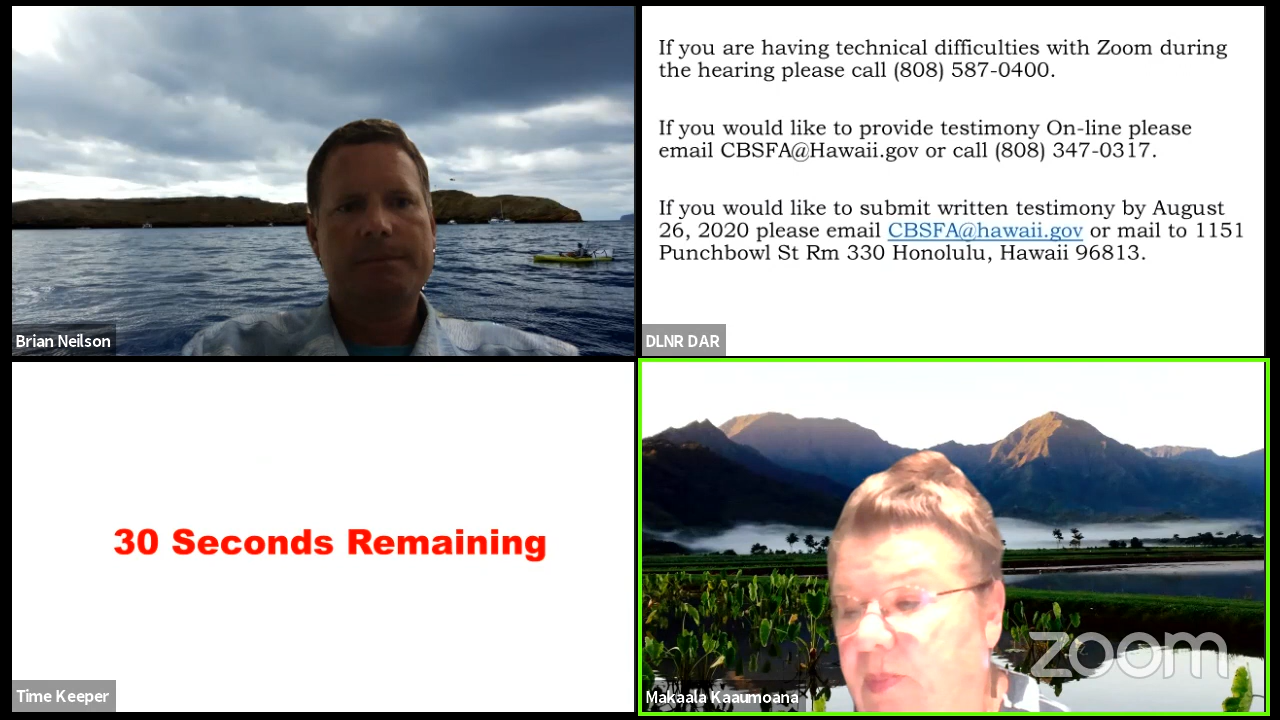 If you are having technical difficulties with Zoom during
the hearing please call (808) 587-0400.
If you would like to provide testimony On-line please
email CBSFA@Hawaii.gov or call (808) 347-0317.
If you would like to submit written testimony by August
26, 2020 please email CBSFA@hawaii.gov or mail to 1151
Punchbowl St Rm 330 Honolulu, Hawaii 96813.
Brian Neilson
DLNR DAR
30 Seconds Remaining
zoom
Time Keeper
Makaala Kaaumoana